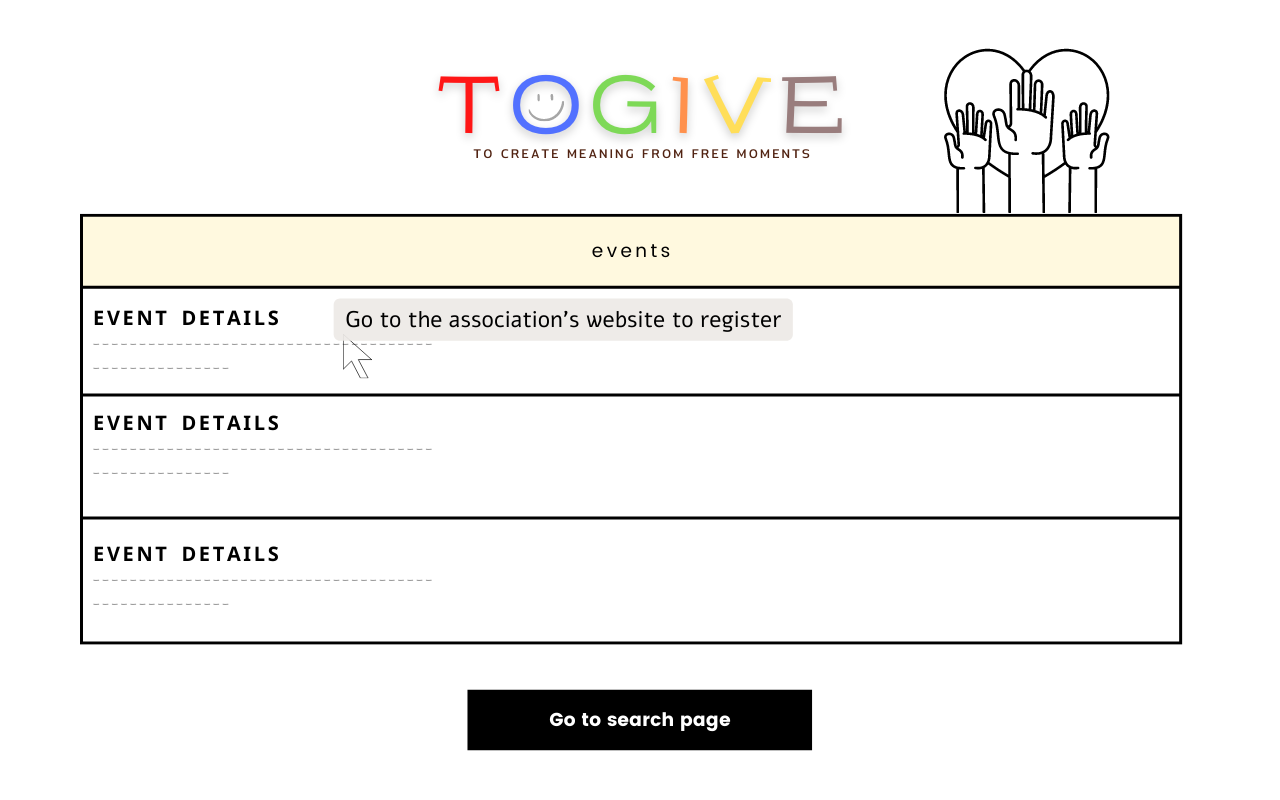 TOGIVE
TO CREATE MEANING FROM FREE MOMENTS
events
EVENT DETAILS
Go to the association's website to register
EVENT DETAILS
EVENT DETAILS
Go to search page